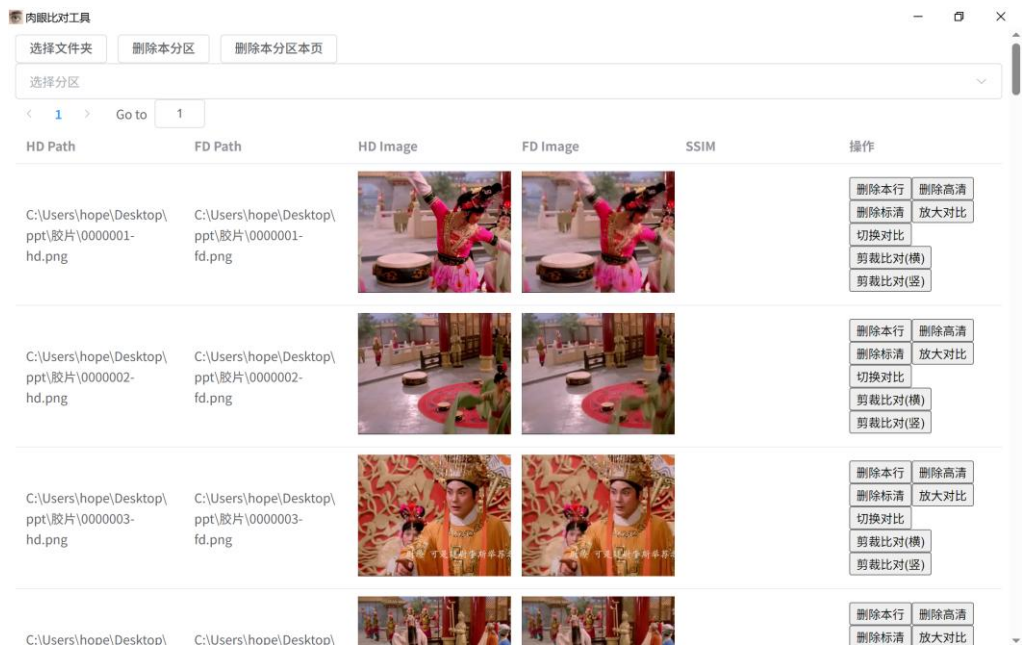 肉眼比对工具
选择文件夹 删除本分区 删除本分区本页
选择分区
1 Go to 1
HD Path FD Path HD Image FD Image SSIM 操作
C:\Users\hope\Desktop\
ppt\胶片\0000001-
hd.png
C:\Users\hope\Desktop\
ppt\胶片\0000001-
fd.png
删除本行 删除高清
删除标清 放大对比
切换对比
剪裁比对(横)
剪裁比对(竖)
C:\Users\hope\Desktop\
ppt\胶片\0000002-
hd.png
C:\Users\hope\Desktop\
ppt\胶片\0000002-
fd.png
删除本行 删除高清
删除标清 放大对比
切换对比
剪裁比对(横)
剪裁比对(竖)
C:\Users\hope\Desktop\
ppt\胶片\0000003-
hd.png
C:\Users\hope\Desktop\
ppt\胶片\0000003-
fd.png
删除本行 删除高清
删除标清 放大对比
切换对比
剪裁比对(横)
剪裁比对(竖)
C:\Users\hope\Desktop\
C:\Users\hope\Desktop\
删除本行 删除高清
删除标清 放大对比